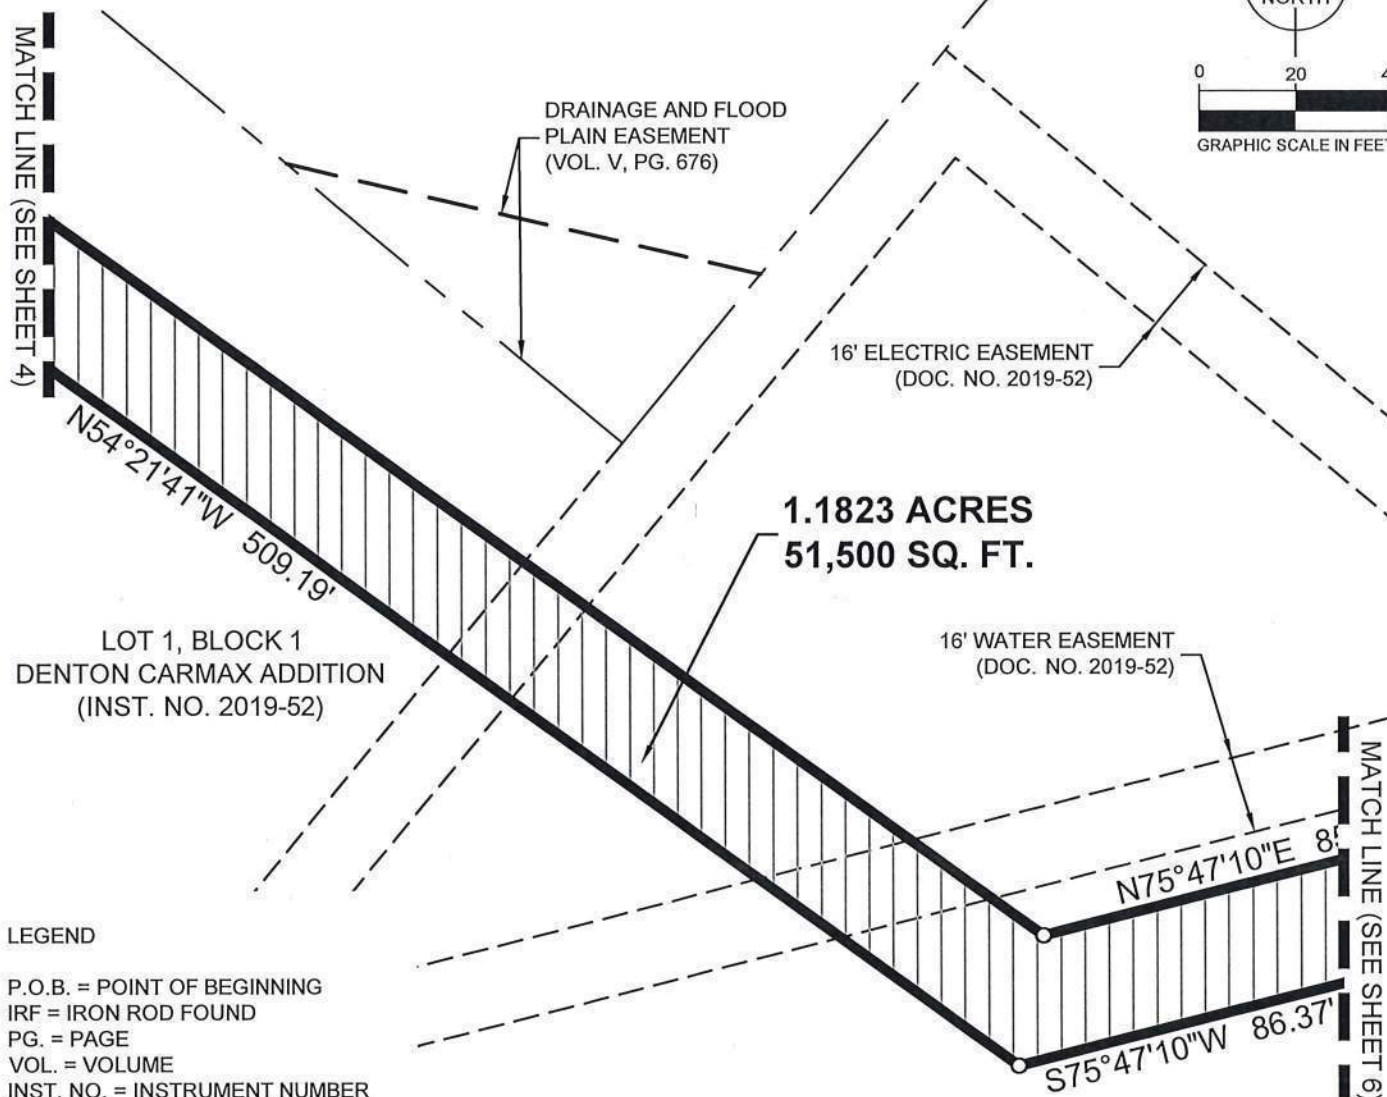 NORTH
0 20 4
GRAPHIC SCALE IN FEET
MATCH LINE (SEE SHEET 4)
DRAINAGE AND FLOOD
PLAIN EASEMENT
(VOL. V, PG. 676)
16' ELECTRIC EASEMENT
(DOC. NO. 2019-52)
N54°21'41"W 509.19'
1.1823 ACRES
51,500 SQ. FT.
LOT 1, BLOCK 1
DENTON CARMAX ADDITION
(INST. NO. 2019-52)
16' WATER EASEMENT
(DOC. NO. 2019-52)
MATCH LINE (SEE SHEET 6)
N75°47'10"E 85
S75°47'10"W 86.37'
LEGEND
P.O.B. = POINT OF BEGINNING
IRF = IRON ROD FOUND
PG. = PAGE
VOL. = VOLUME
INST. NO. = INSTRUMENT NUMBER